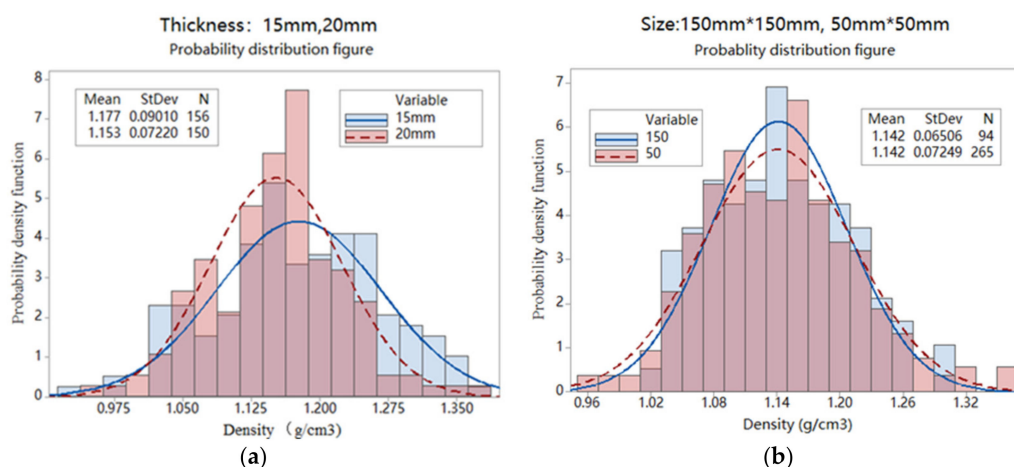 Thickness： 15mm,20mm
Probability distribution figure
Mean StDev N
1.177 0.09010 156
1.153 0.07220 150
Variable
15mm
20mm
Probability density function
8
7
6
5
4
3
2
1
0
0.975 1.050 1.125 1.200 1.275 1.350
Density （g/cm3)
(a)
Size:150mm*150mm, 50mm*50mm
Probablity distribution figure
Variable
150
50
Mean StDev N
1.142 0.06506 94
1.142 0.07249 265
Probability density function
7
6
5
4
3
2
1
0
0.96 1.02 1.08 1.14 1.20 1.26 1.32
Density (g/cm3)
(b)